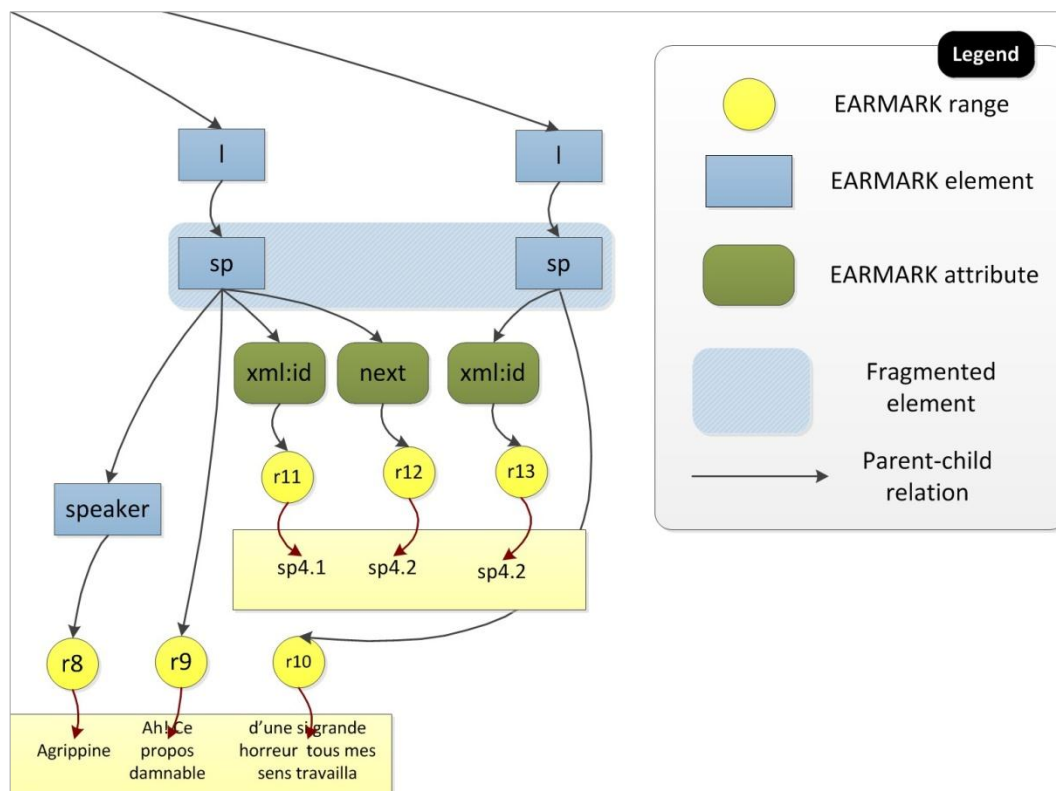 Legend
EARMARK range
EARMARK element
EARMARK attribute
Fragmented
element
Parent-child
relation
l
l
sp
sp
xml:id
next
xml:id
r11
r12
r13
speaker
sp4.1
sp4.2
sp4.2
r8
r9
r10
Agrippine
Ah! Ce
propos
damnable
d'une si grande
horreur tous mes
sens travailla